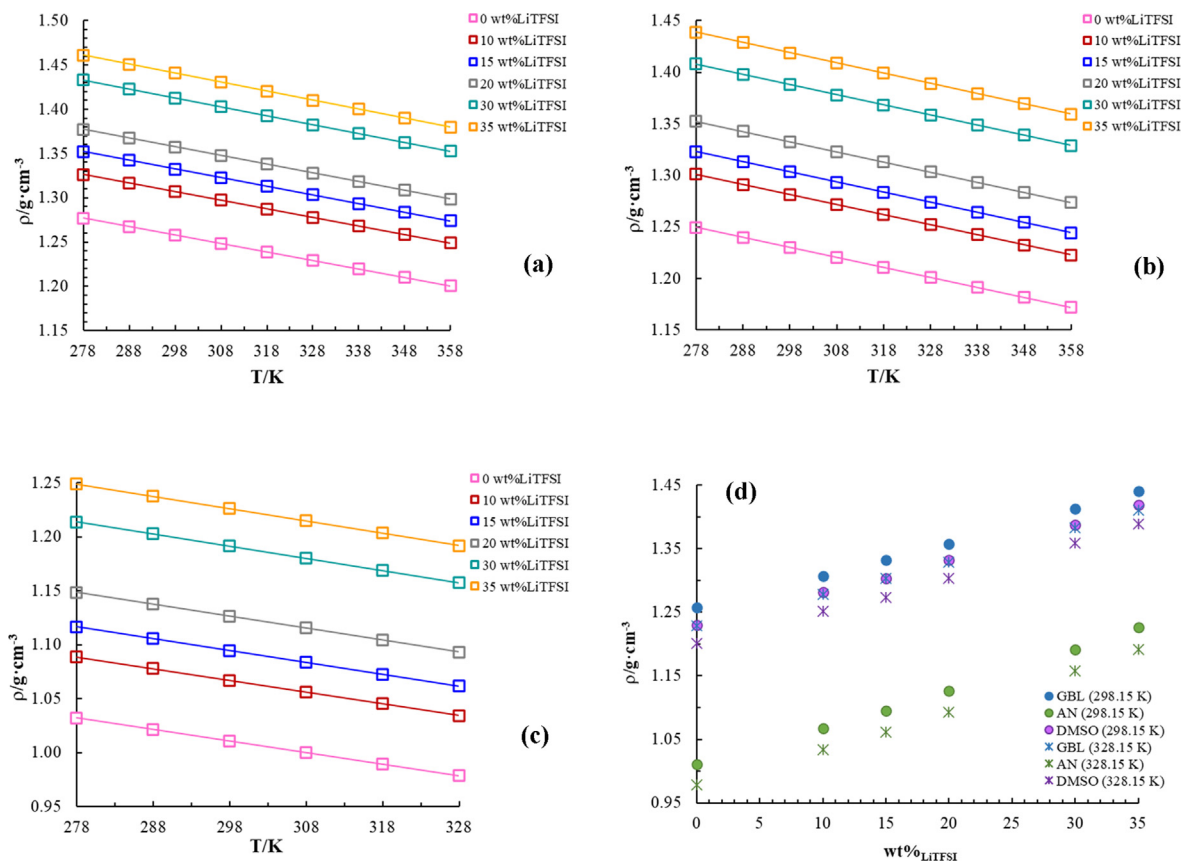 1.50
1.45
1.40
1.35
1.30
1.25
1.20
1.15
ρ/g·cm⁻³
278 288 298 308 318 328 338 348 358
T/K
0 wt%LiTFSI
10 wt%LiTFSI
15 wt%LiTFSI
20 wt%LiTFSI
30 wt%LiTFSI
35 wt%LiTFSI
(a)
1.45
1.40
1.35
1.30
1.25
1.20
1.15
ρ/g·cm⁻³
278 288 298 308 318 328 338 348 358
T/K
0 wt%LiTFSI
10 wt%LiTFSI
15 wt%LiTFSI
20 wt%LiTFSI
30 wt%LiTFSI
35 wt%LiTFSI
(b)
1.25
1.20
1.15
1.10
1.05
1.00
0.95
ρ/g·cm⁻³
278 288 298 308 318 328
T/K
0 wt%LiTFSI
10 wt%LiTFSI
15 wt%LiTFSI
20 wt%LiTFSI
30 wt%LiTFSI
35 wt%LiTFSI
(c)
(d)
1.45
1.35
1.25
1.15
1.05
0.95
ρ/g·cm⁻³
GBL (298.15 K)
AN (298.15 K)
DMSO (298.15 K)
GBL (328.15 K)
AN (328.15 K)
DMSO (328.15 K)
0 5 10 15 20 25 30 35
wt%LiTFSI